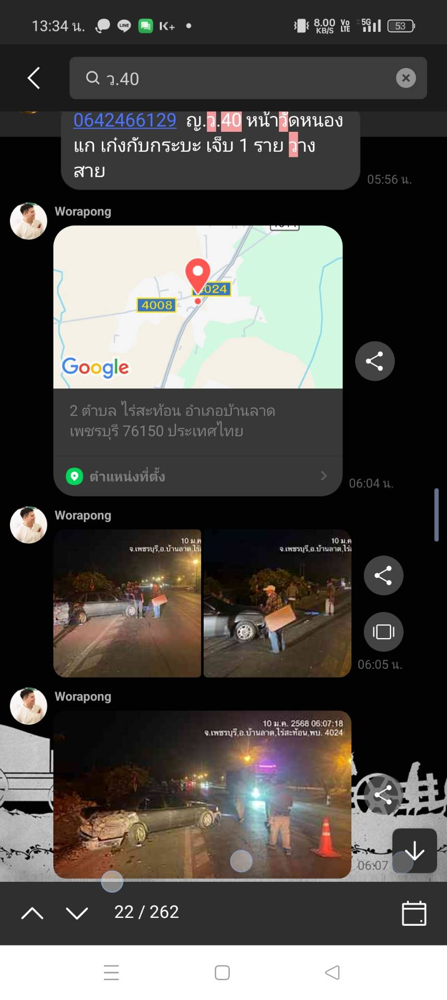 13:34 น. LINE K+ 8.00 KB/S Vo LTE 5G 53
ว.40
0642466129 ญ.ว.40 หน้าวัดหนอง
แก เก๋งกับกระบะ เจ็บ 1 ราย วาง
สาย
05:56 น.
Worapong
4024
4008
Google
2 ตำบล ไร่สะท้อน อำเภอบ้านลาด
เพชรบุรี 76150 ประเทศไทย
ตำแหน่งที่ตั้ง
06:04 น.
Worapong
10 ม.ค
จ.เพชรบุรี,อ.บ้านลาด,ไร่
10 ม.ค
จ.เพชรบุรี,อ.บ้านลาด,ไร่
06:05 น.
Worapong
10 ม.ค. 2568 06:07:18
จ.เพชรบุรี,อ.บ้านลาด,ไร่สะท้อน,พบ. 4024
06:07
22 / 262